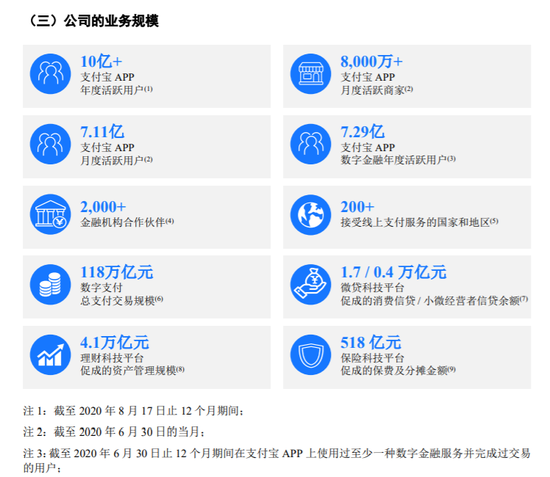 （三）公司的业务规模
10亿+
支付宝 APP
年度活跃用户(1)
8,000万+
支付宝 APP
月度活跃商家(2)
7.11亿
支付宝 APP
月度活跃用户(2)
7.29亿
支付宝 APP
数字金融年度活跃用户(3)
2,000+
金融机构合作伙伴(4)
200+
接受线上支付服务的国家和地区(5)
118万亿元
数字支付
总支付交易规模(6)
1.7 / 0.4 万亿元
微贷科技平台
促成的消费信贷 / 小微经营者信贷余额(7)
4.1万亿元
理财科技平台
促成的资产管理规模(8)
518 亿元
保险科技平台
促成的保费及分摊金额(9)
注 1：截至 2020 年 8 月 17 日止 12 个月期间；
注 2：截至 2020 年 6 月 30 日的当月；
注 3：截至 2020 年 6 月 30 日止 12 个月期间在支付宝 APP 上使用过至少一种数字金融服务并完成过交易
的用户；